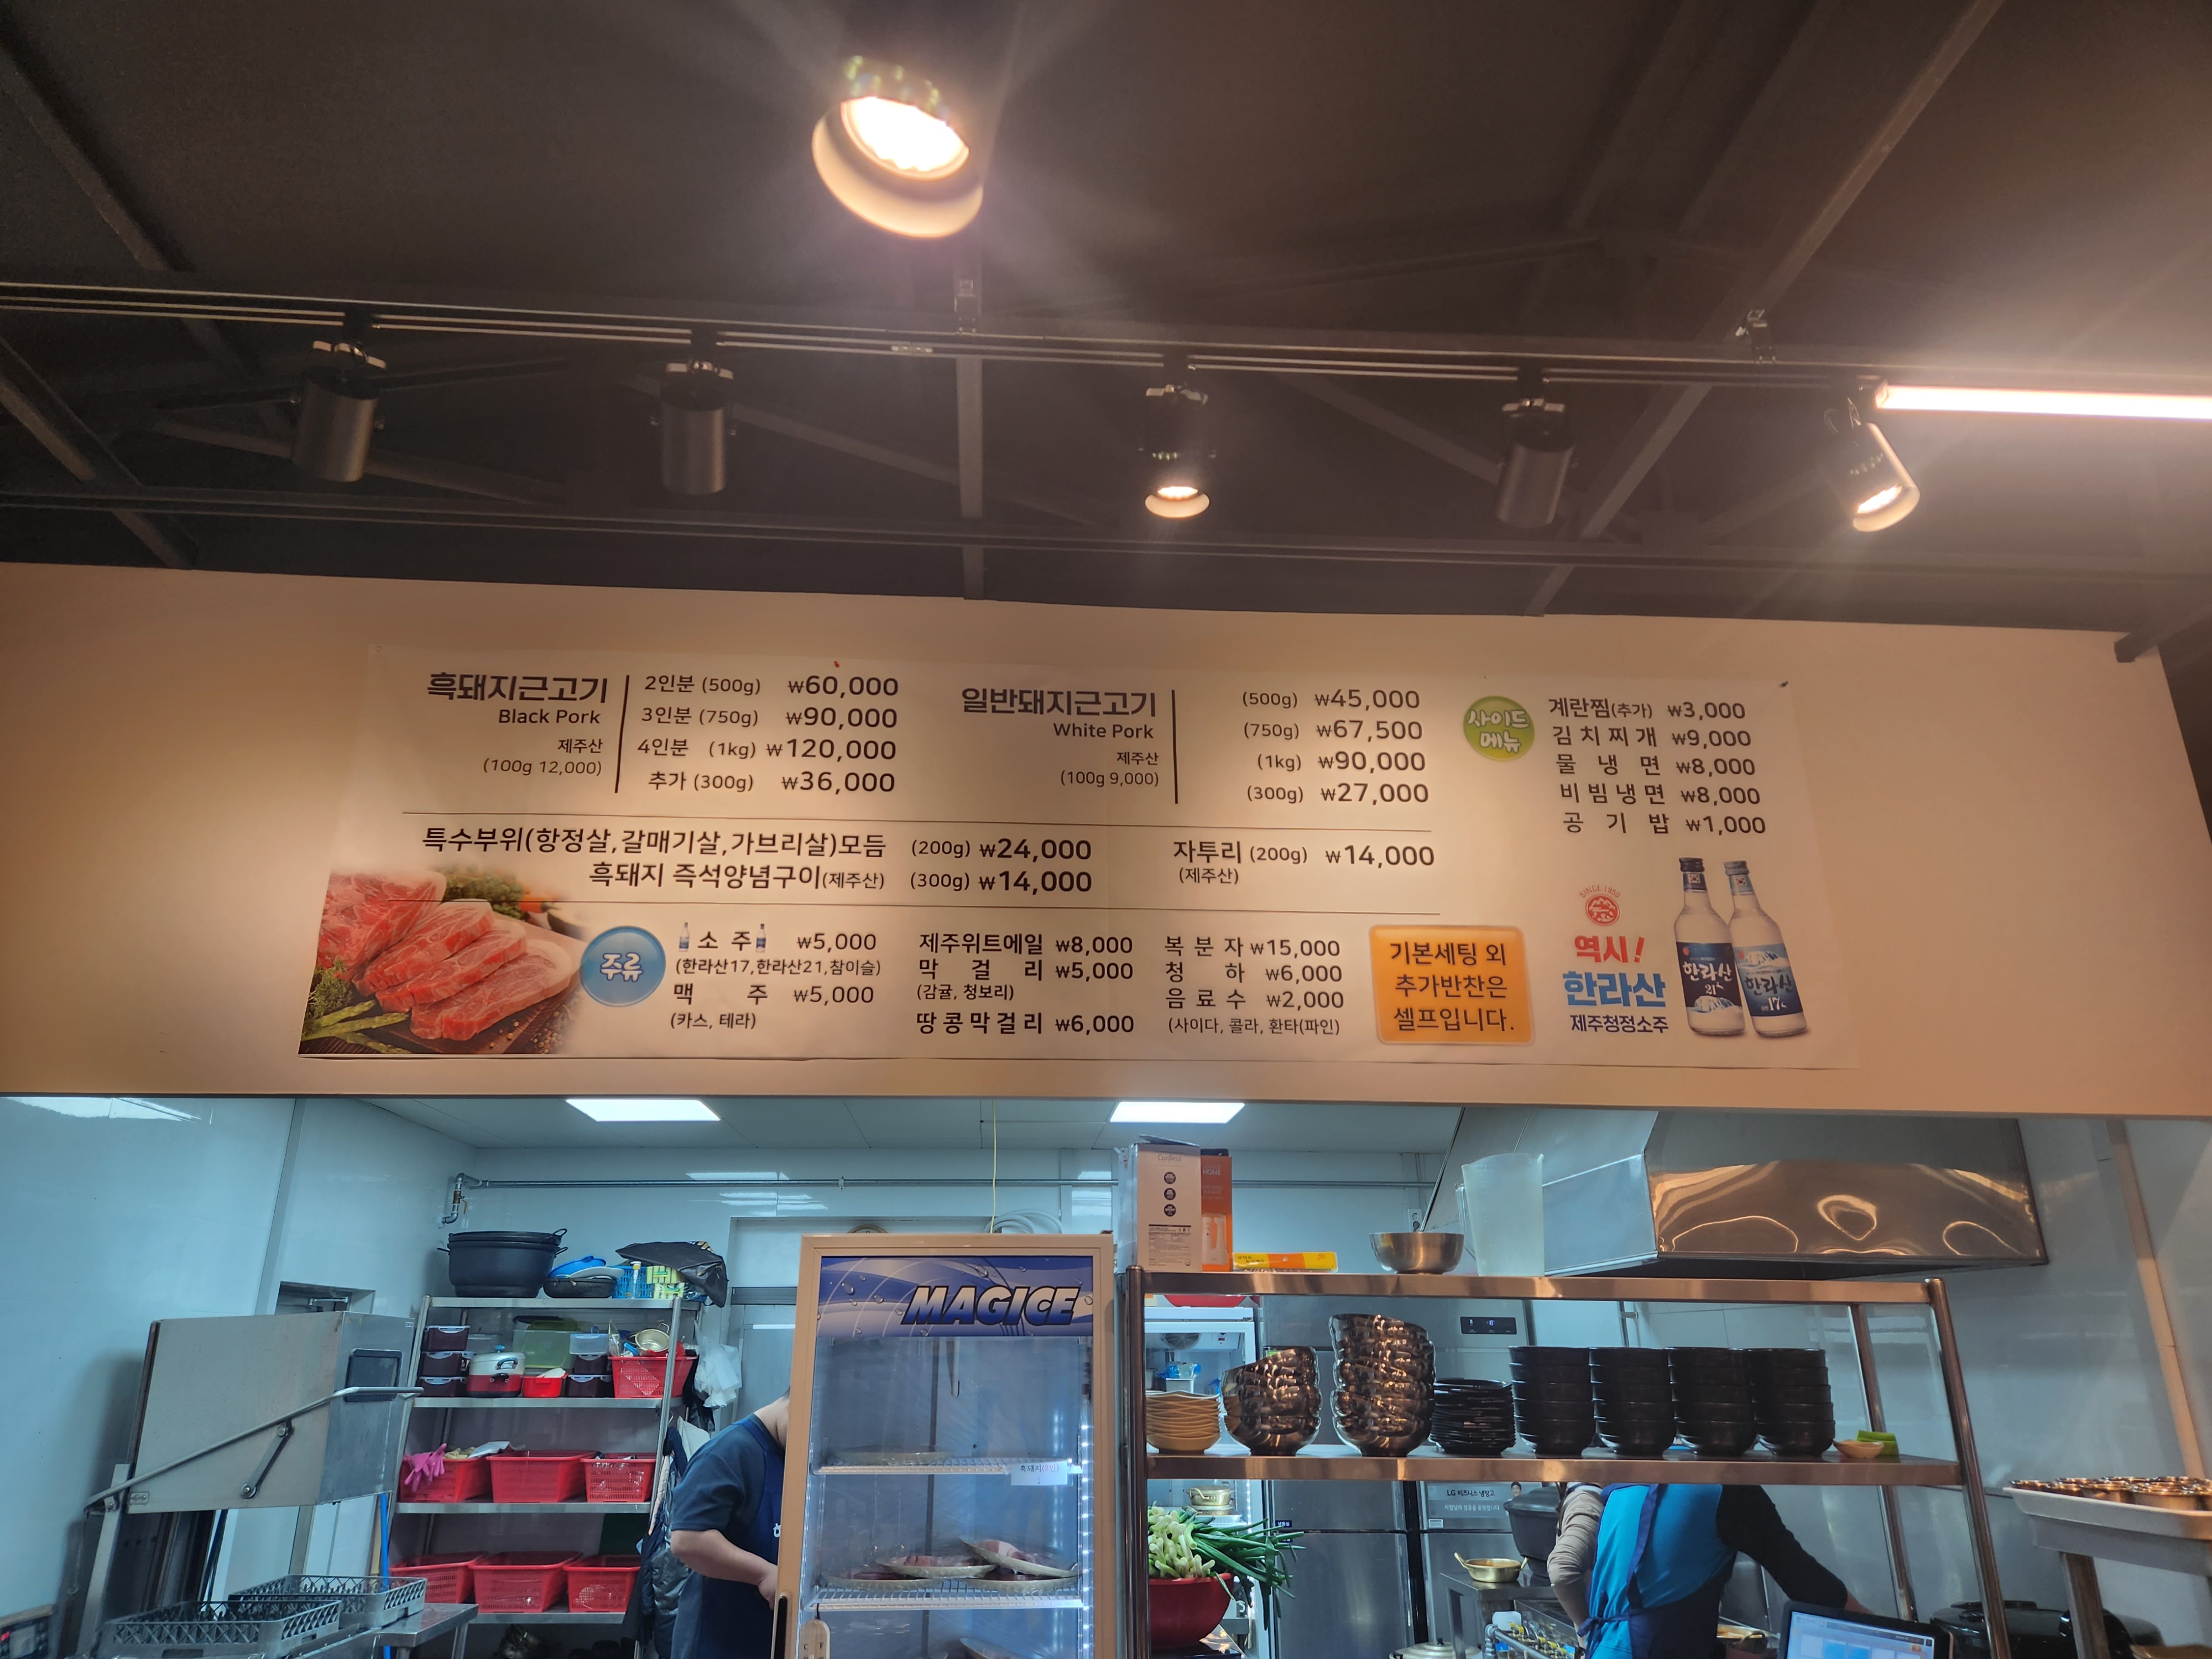 흑돼지근고기
Black Pork
제주산
(100g 12,000)
2인분 (500g) ₩60,000
3인분 (750g) ₩90,000
4인분 (1kg) ₩120,000
추가 (300g) ₩36,000
일반돼지근고기
White Pork
제주산
(100g 9,000)
(500g) ₩45,000
(750g) ₩67,500
(1kg) ₩90,000
(300g) ₩27,000
사이드
메뉴
계란찜(추가) ₩3,000
김치찌개 ₩9,000
물냉면 ₩8,000
비빔냉면 ₩8,000
공기밥 ₩1,000
특수부위(항정살,갈매기살,가브리살)모듬 (200g) ₩24,000
흑돼지 즉석양념구이(제주산) (300g) ₩14,000
자투리 (200g) ₩14,000
(제주산)
주류
소주 ₩5,000
(한라산17,한라산21,참이슬)
맥주 ₩5,000
(카스, 테라)
제주위트에일 ₩8,000
막걸리 ₩5,000
(감귤, 청보리)
땅콩막걸리 ₩6,000
복분자 ₩15,000
청하 ₩6,000
음료수 ₩2,000
(사이다, 콜라, 환타(파인)
기본세팅 외
추가반찬은
셀프입니다.
SINCE 1950
역시!
한라산
제주청정소주
한라산
21
한라산
17
MAGICE